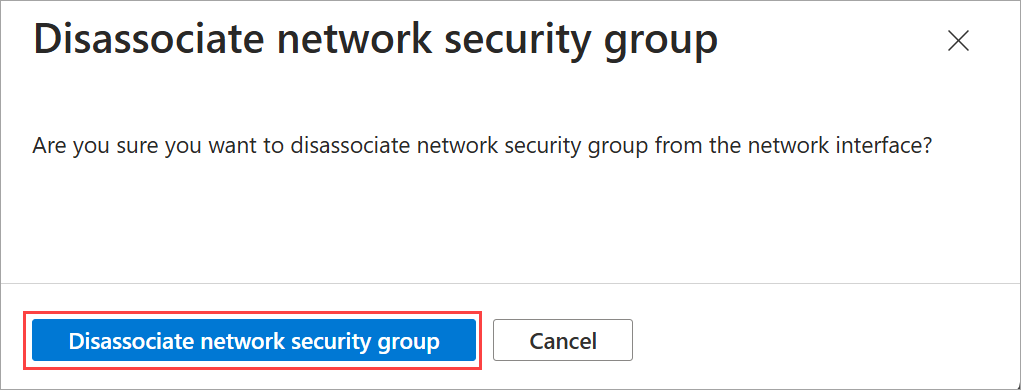 Disassociate network security group
Are you sure you want to disassociate network security group from the network interface?
Disassociate network security group
Cancel